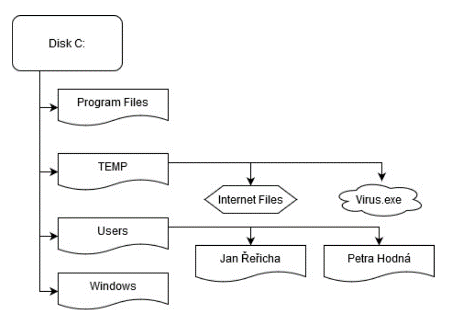 Disk C:
Program Files
TEMP
Internet Files
Virus.exe
Users
Jan Řeřicha
Petra Hodná
Windows